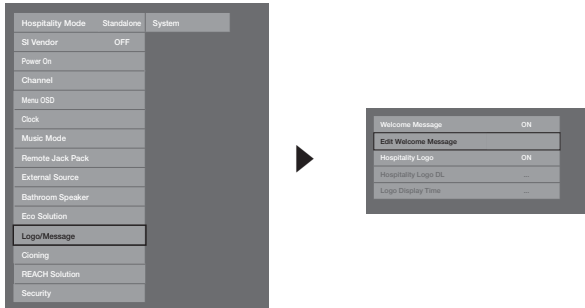 Hospitality Mode Standalone System
SI Vendor OFF
Power On
Channel
Menu OSD
Clock
Music Mode
Remote Jack Pack
External Source
Bathroom Speaker
Eco Solution
Logo/Message
Cloning
REACH Solution
Security
Welcome Message ON
Edit Welcome Message
Hospitality Logo ON
Hospitality Logo DL ...
Logo Display Time ...